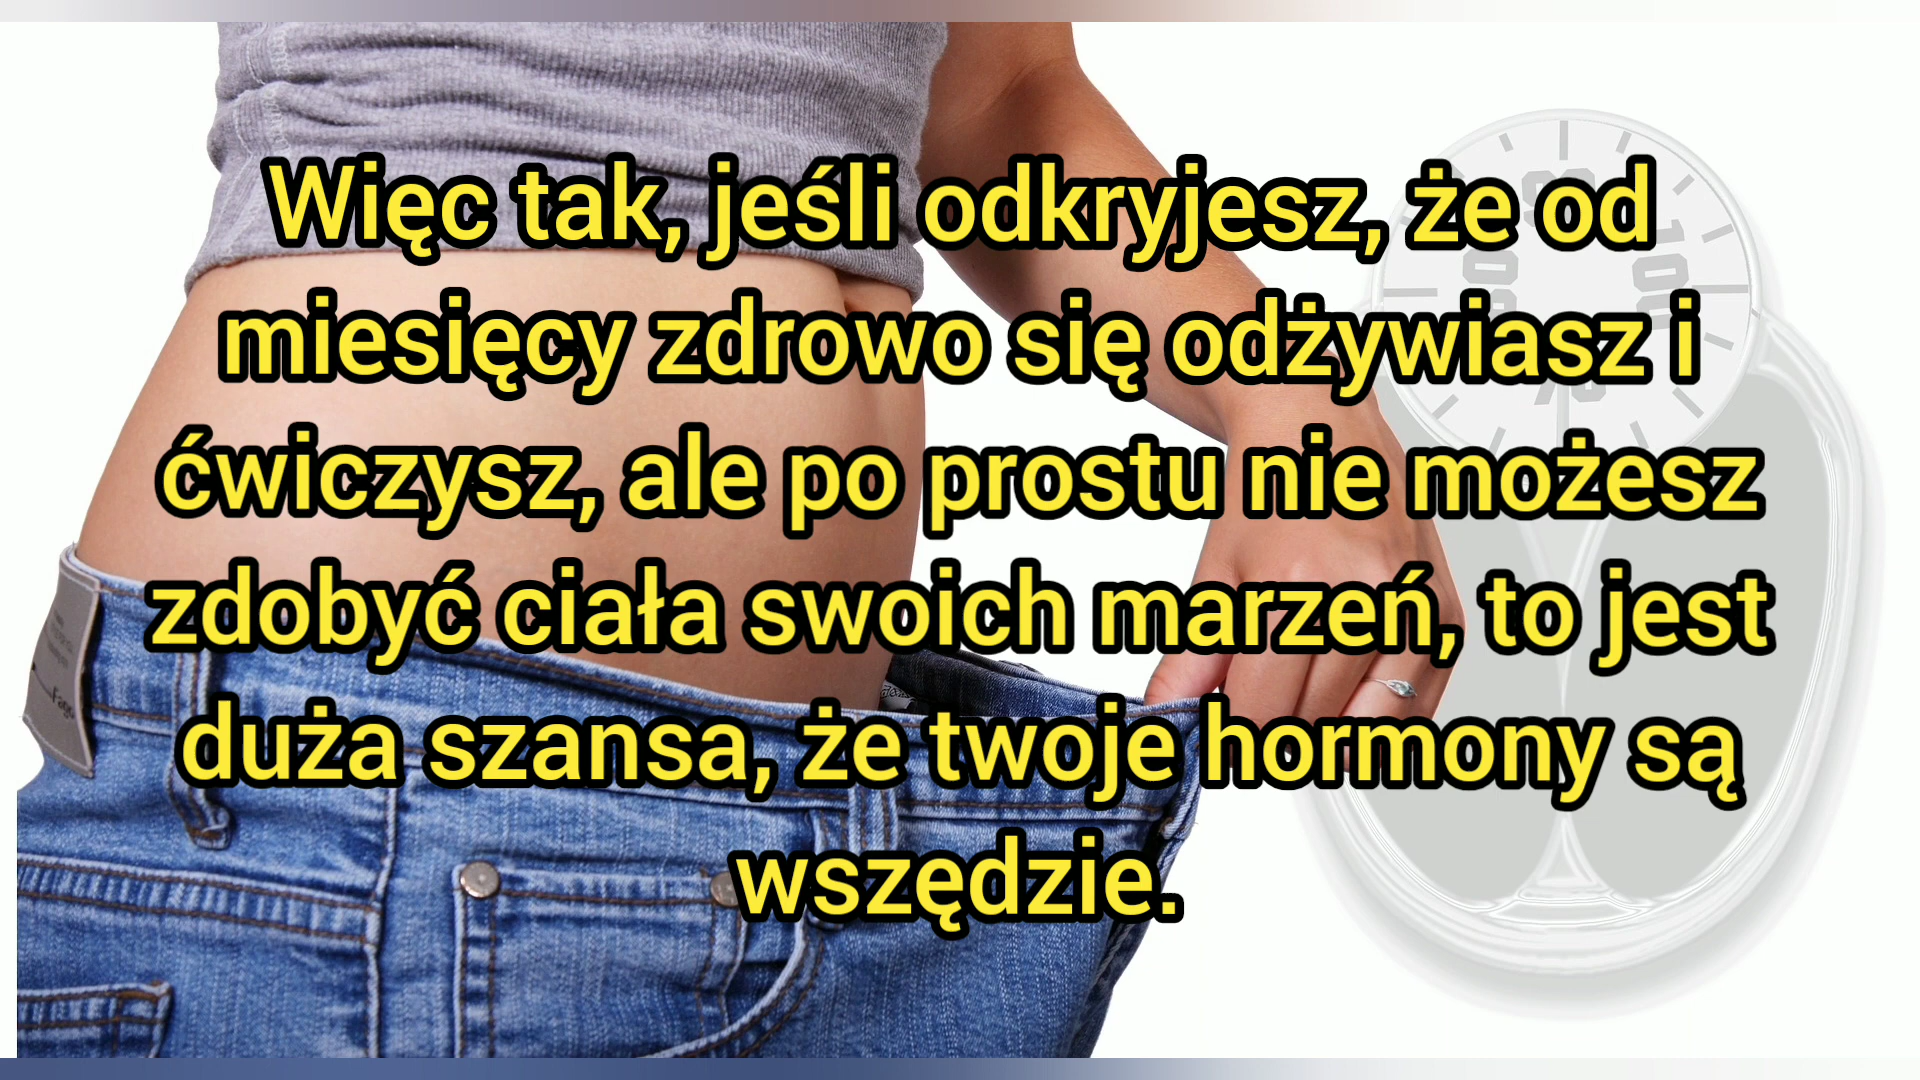 Więc tak, jeśli odkryjesz, że od
miesięcy zdrowo się odżywiasz i
ćwiczysz, ale po prostu nie możesz
zdobyć ciała swoich marzeń, to jest
duża szansa, że twoje hormony są
wszędzie.
100